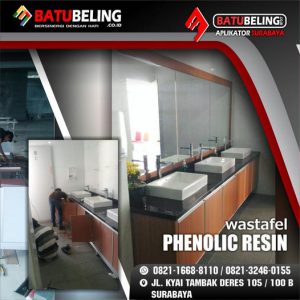 BATUBELING
BERSINERGI DENGAN HATI .CO.ID
BATUBELING.COM
APLIKATOR SURABAYA
wastafel
PHENOLIC RESIN
0821-1668-8110 / 0821-3246-0155
JL. KYAI TAMBAK DERES 105 / 100 B
SURABAYA